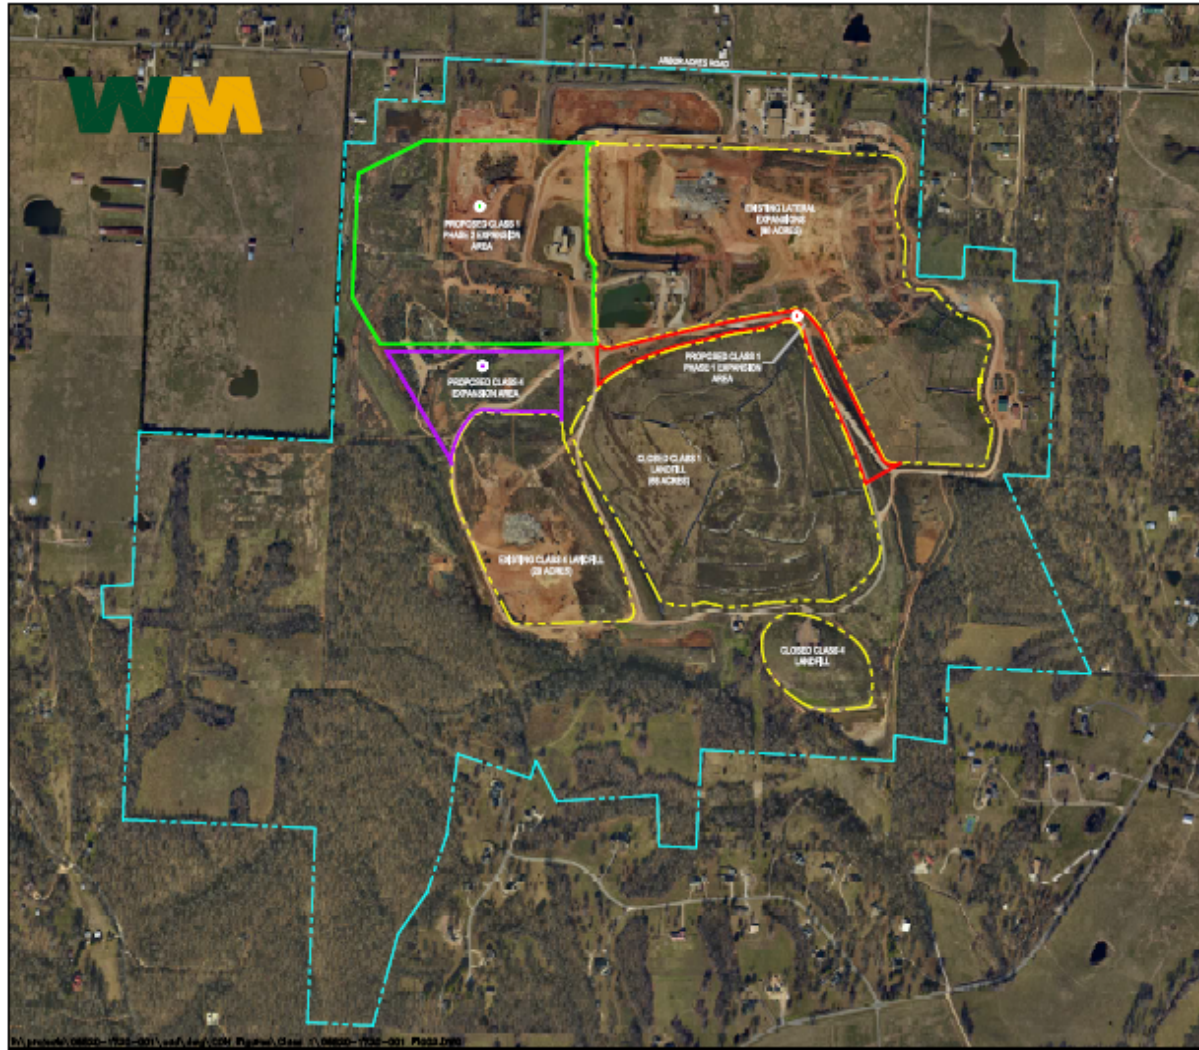 WM
ARBOR ACRES ROAD
PROPOSED CLASS 1
PHASE 2 EXPANSION
AREA
EXISTING LATERAL
EXPANSIONS
PROPOSED CLASS 1
PHASE 1 EXPANSION
AREA
PROPOSED CLASS 4
EXPANSION AREA
CLOSED CLASS 1
LANDFILL
EXISTING CLASS 4 LANDFILL
CLOSED CLASS 4
LANDFILL